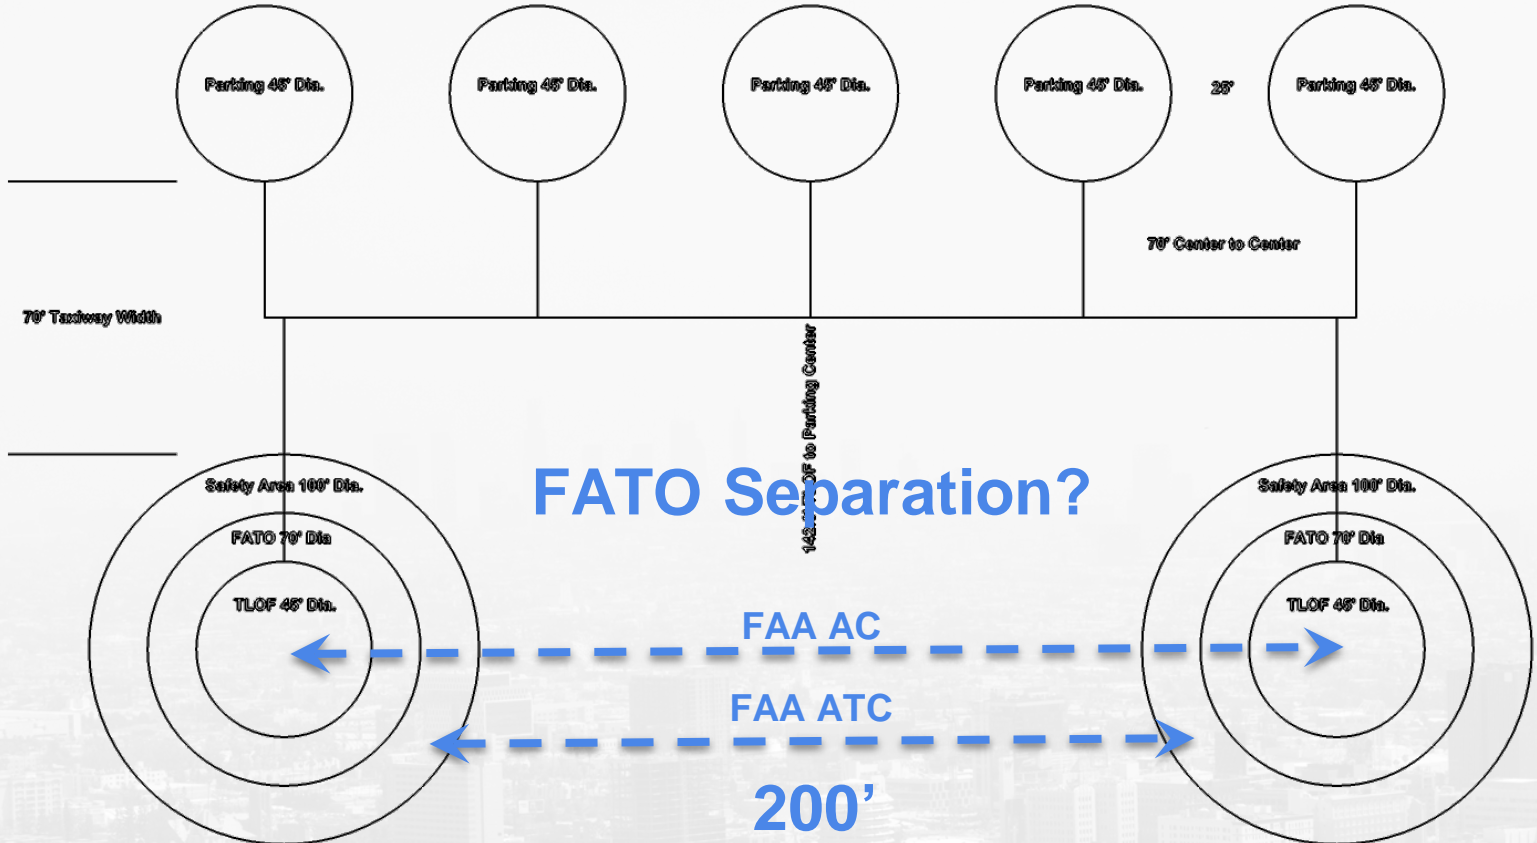 Parking 45' Dia.
Parking 45' Dia.
Parking 45' Dia.
Parking 45' Dia.
25'
Parking 45' Dia.
70' Center to Center
70' Taxiway Width
to Parking Center
FATO Separation?
Safety Area 100' Dia.
Safety Area 100' Dia.
FATO 70' Dia
FATO 70' Dia
TLOF 45' Dia.
TLOF 45' Dia.
FAA AC
FAA ATC
200’